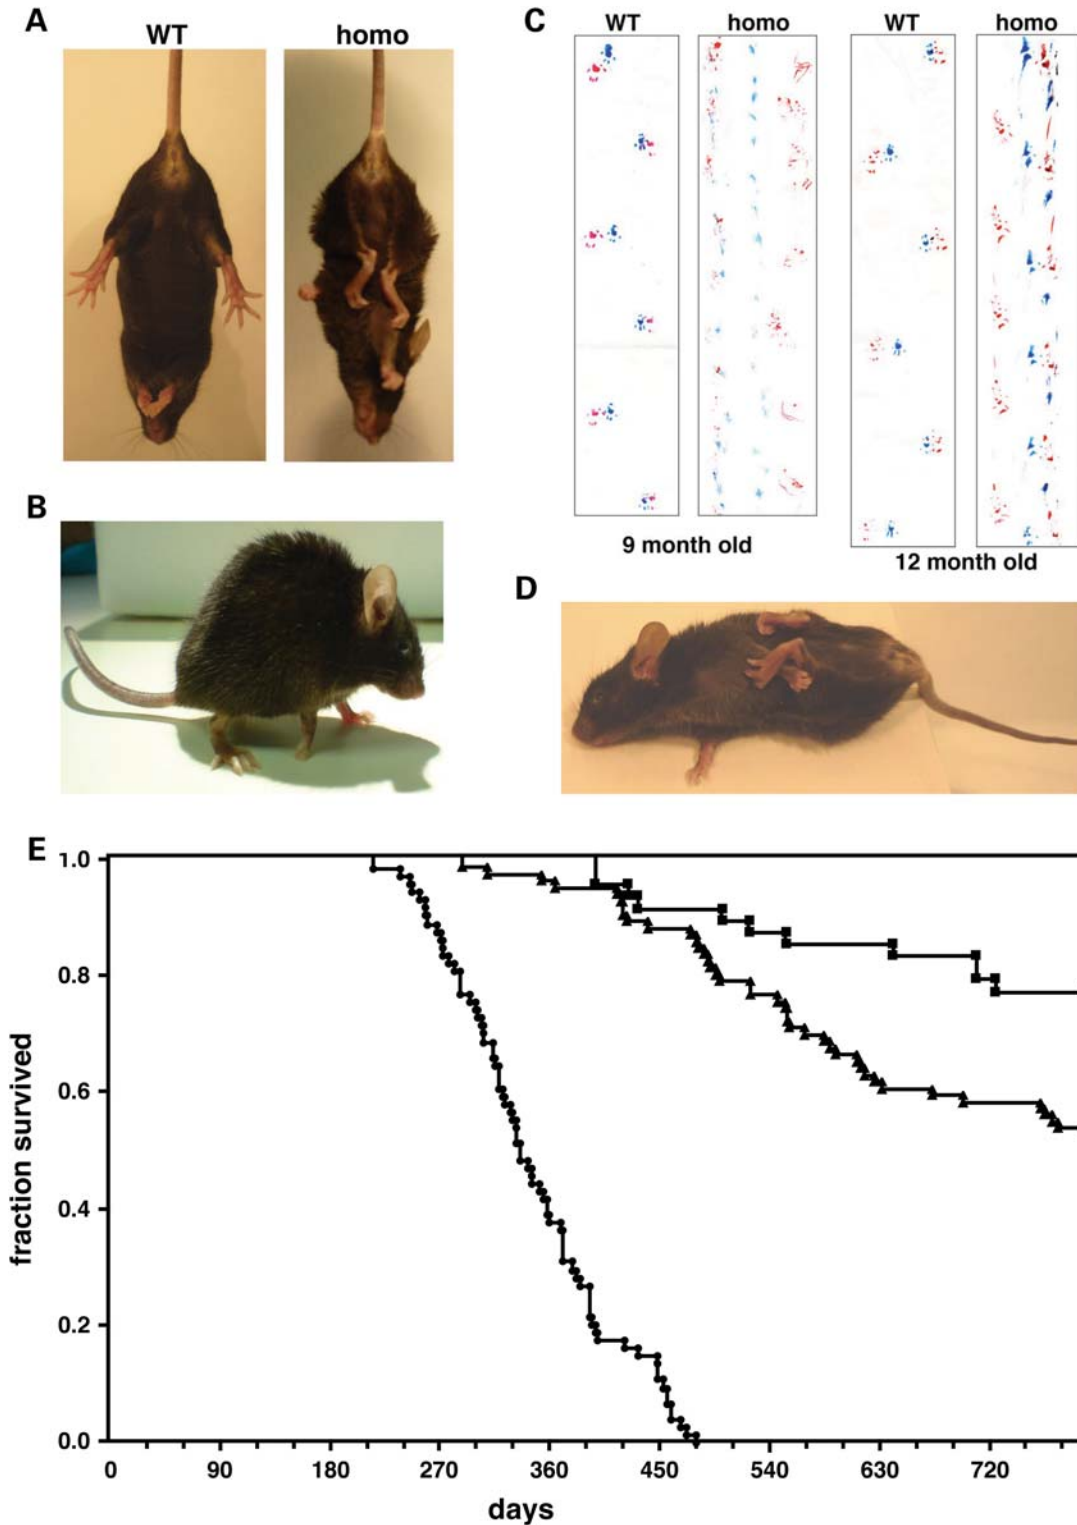 A
WT
homo
B
C
WT
homo
WT
homo
9 month old
12 month old
D
E
fraction survived
1.0
0.8
0.6
0.4
0.2
0.0
0
90
180
270
360
450
540
630
720
days